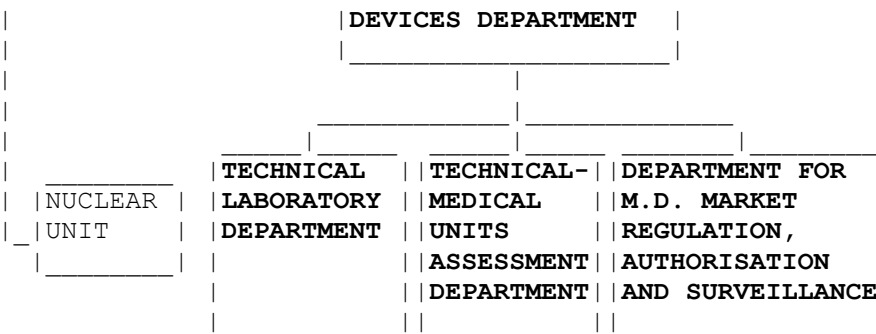 DEVICES DEPARTMENT
NUCLEAR UNIT
TECHNICAL LABORATORY DEPARTMENT
TECHNICAL-MEDICAL UNITS ASSESSMENT DEPARTMENT
DEPARTMENT FOR M.D. MARKET REGULATION, AUTHORISATION AND SURVEILLANCE